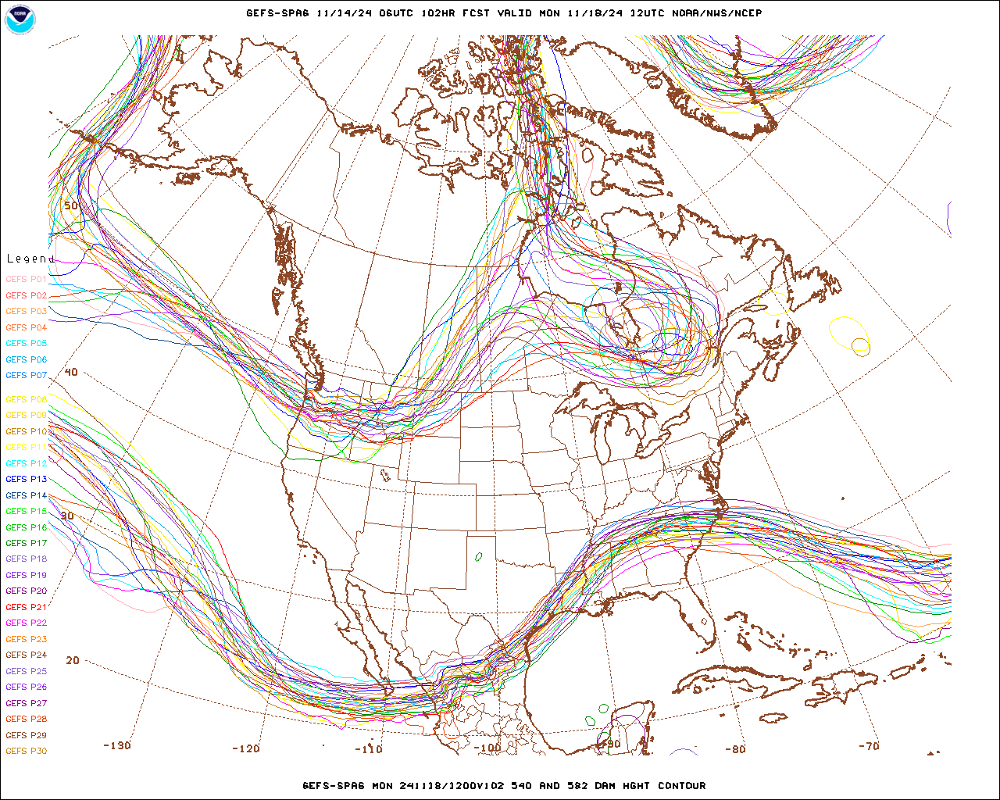 NOAA
GEFS-SPAG 11/14/24 06UTC 102HR FCST VALID MON 11/18/24 12UTC NOAA/NWS/NCEP
50
Legend
GEFS P01
GEFS P02
GEFS P03
GEFS P04
GEFS P05
GEFS P06
GEFS P07
40
GEFS P08
GEFS P09
GEFS P10
GEFS P11
GEFS P12
GEFS P13
GEFS P14
GEFS P15
30
GEFS P16
GEFS P17
GEFS P18
GEFS P19
GEFS P20
GEFS P21
GEFS P22
GEFS P23
GEFS P24
20
GEFS P25
GEFS P26
GEFS P27
GEFS P28
GEFS P29
GEFS P30
-130 -120 -110 -100 -90 -80 -70
GEFS-SPAG MON 241118/1200V102 540 AND 582 DAM HGHT CONTOUR